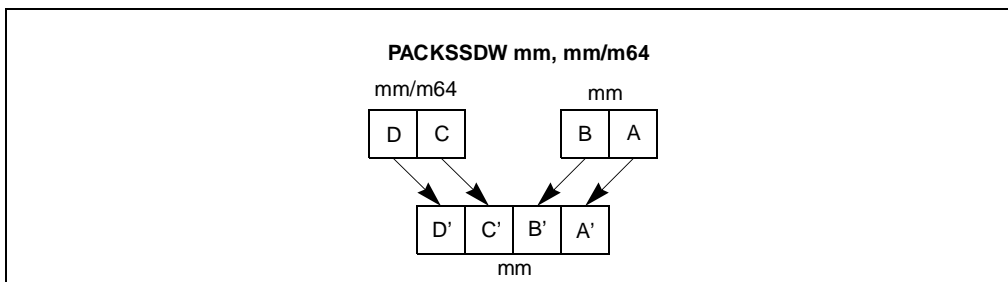 PACKSSDW mm, mm/m64
mm/m64 mm
D C B A
D’ C’ B’ A’
mm